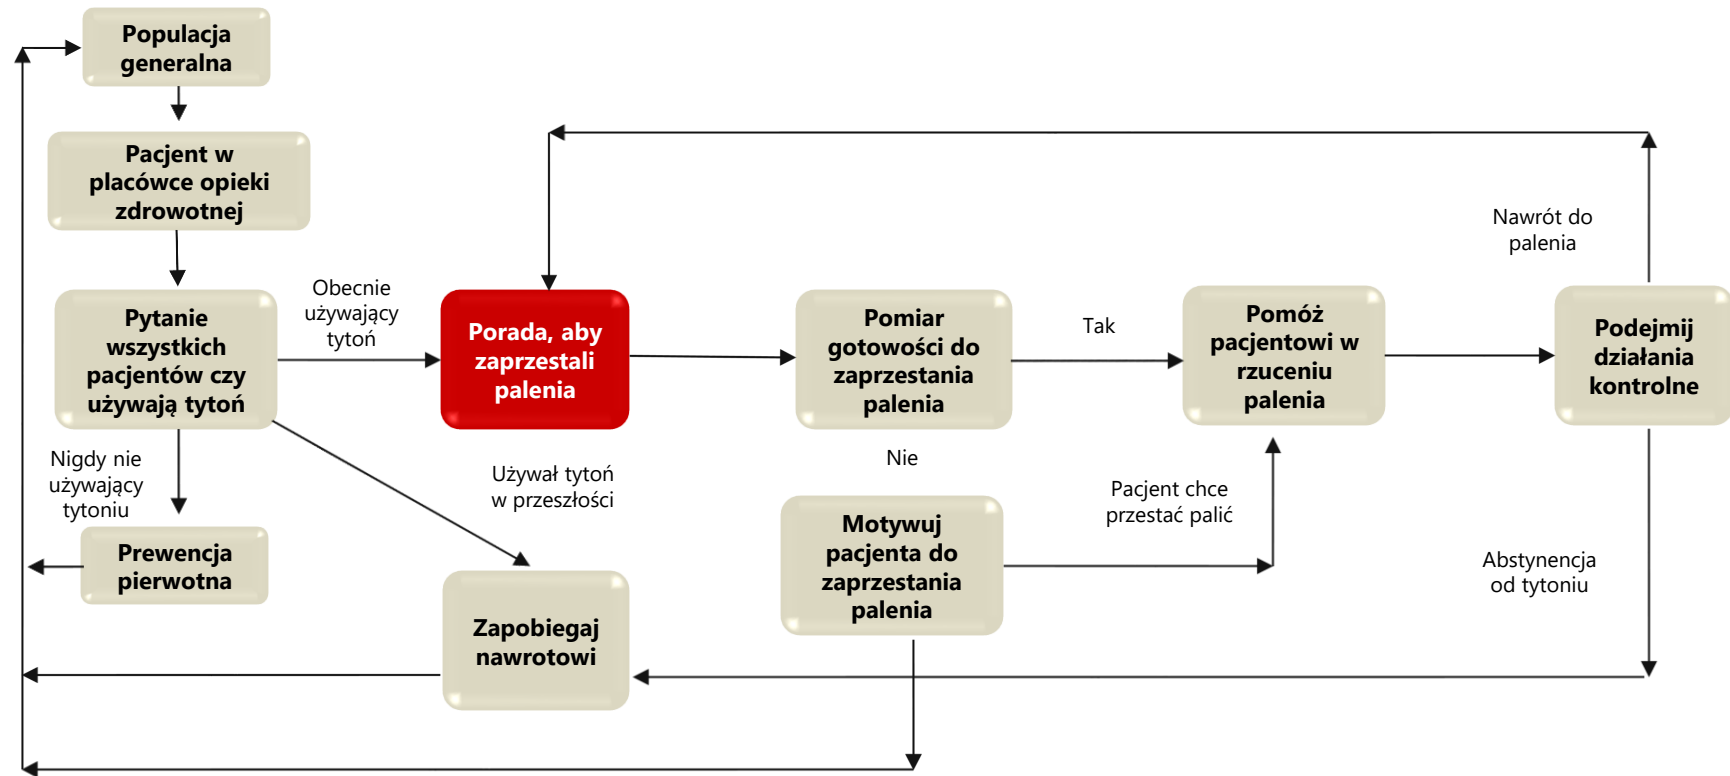 Populacja
generalna
Pacjent w
placówce opieki
zdrowotnej
Nawrót do
palenia
Obecnie
używający
tytoń
Pytanie
wszystkich
pacjentów czy
używają tytoń
Porada, aby
zaprzestali
palenia
Pomiar
gotowości do
zaprzestania
palenia
Tak
Pomóż
pacjentowi w
rzuceniu
palenia
Podejmij
działania
kontrolne
Nigdy nie
używający
tytoniu
Używał tytoń
w przeszłości
Nie
Pacjent chce
przestać palić
Prewencja
pierwotna
Motywuj
pacjenta do
zaprzestania
palenia
Abstynencja
od tytoniu
Zapobiegaj
nawrotowi